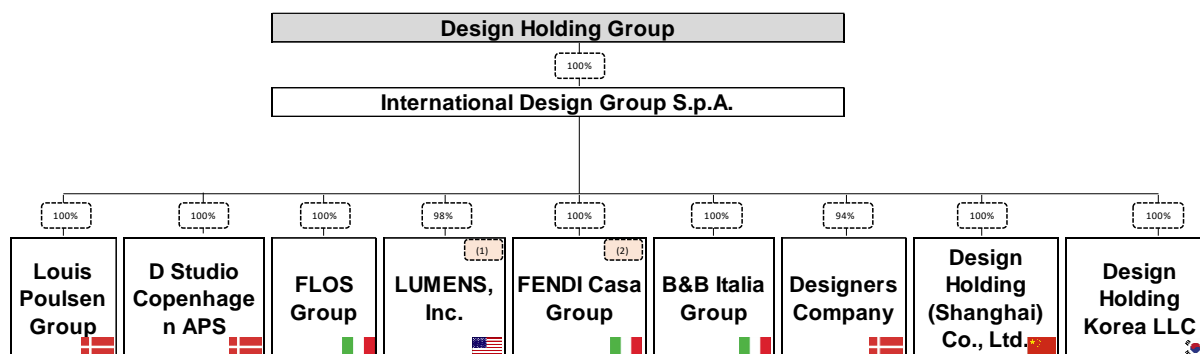 Design Holding Group
100%
International Design Group S.p.A.
100%
100%
100%
98%
100%
100%
94%
100%
100%
Louis
Poulsen
Group
D Studio
Copenhage
n APS
FLOS
Group
(1)
LUMENS,
Inc.
(2)
FENDI Casa
Group
B&B Italia
Group
Designers
Company
Design
Holding
(Shanghai)
Co., Ltd.
Design
Holding
Korea LLC